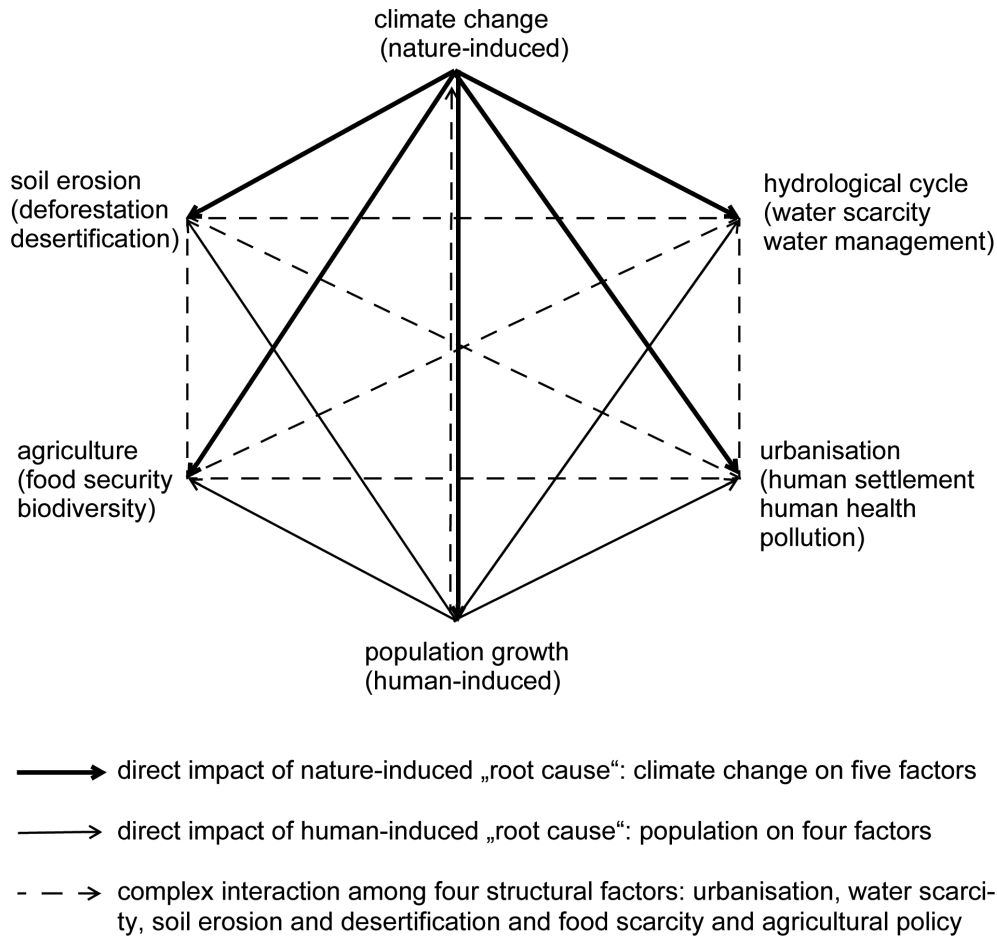 climate change
(nature-induced)
soil erosion
(deforestation
desertification)
hydrological cycle
(water scarcity
water management)
agriculture
(food security
biodiversity)
urbanisation
(human settlement
human health
pollution)
population growth
(human-induced)
direct impact of nature-induced „root cause“: climate change on five factors
direct impact of human-induced „root cause“: population on four factors
complex interaction among four structural factors: urbanisation, water scarci-
ty, soil erosion and desertification and food scarcity and agricultural policy